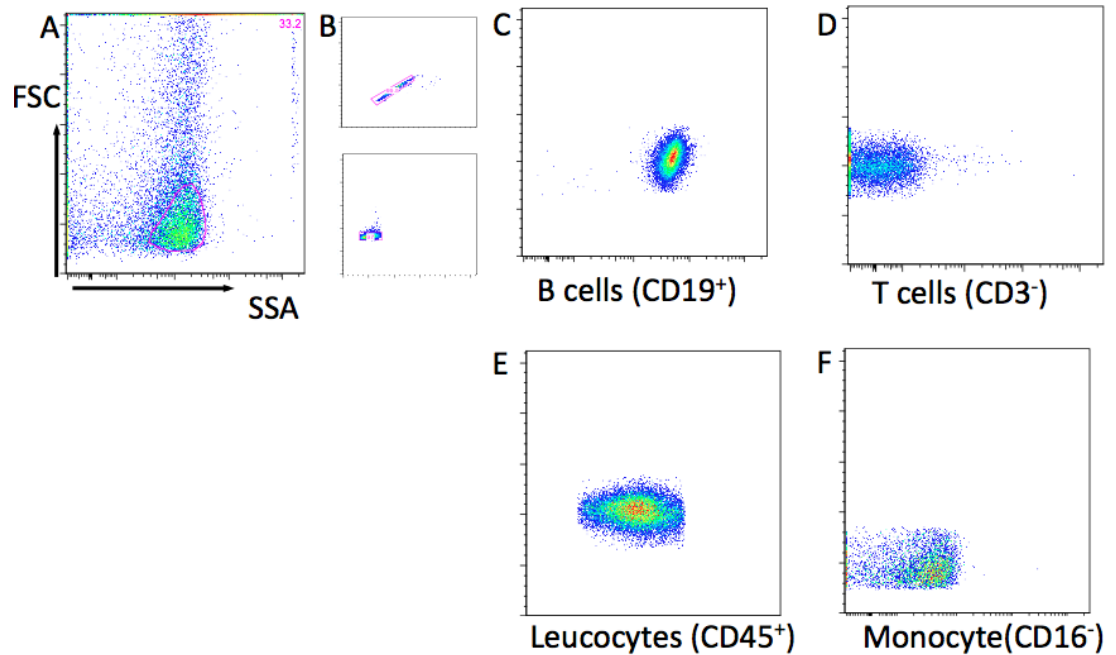 A
33.2
B
C
D
FSC
SSA
B cells (CD19⁺)
T cells (CD3⁻)
E
F
Leucocytes (CD45⁺)
Monocyte(CD16⁻)